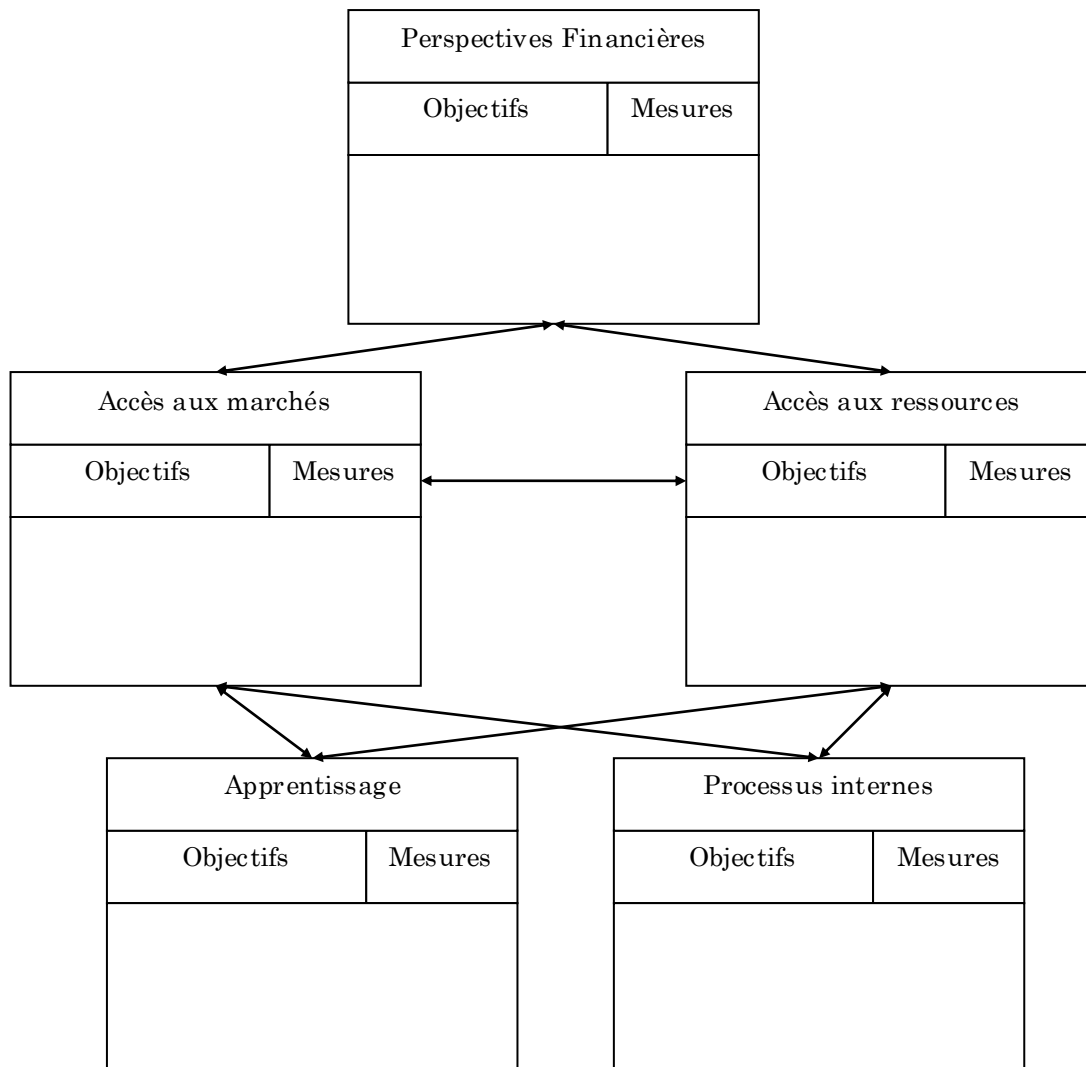 Perspectives Financières
Objectifs Mesures
Accès aux marchés
Objectifs Mesures
Accès aux ressources
Objectifs Mesures
Apprentissage
Objectifs Mesures
Processus internes
Objectifs Mesures